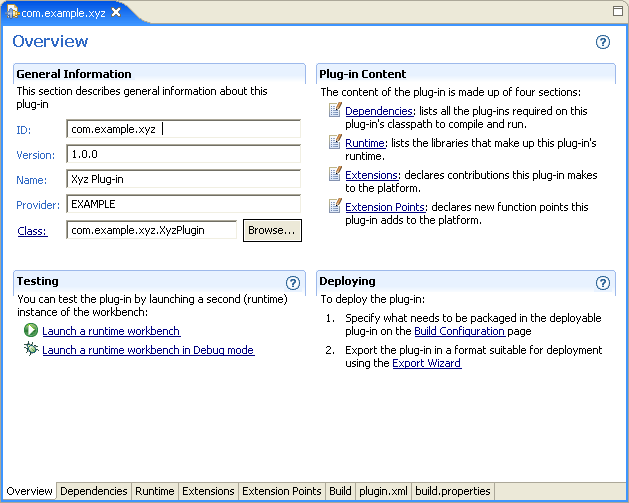 com.example.xyz
Overview
General Information
This section describes general information about this
plug-in
ID: com.example.xyz
Version: 1.0.0
Name: Xyz Plug-in
Provider: EXAMPLE
Class: com.example.xyz.XyzPlugin Browse...
Plug-in Content
The content of the plug-in is made up of four sections:
Dependencies: lists all the plug-ins required on this
plug-in's classpath to compile and run.
Runtime: lists the libraries that make up this plug-in's
runtime.
Extensions: declares contributions this plug-in makes
to the platform.
Extension Points: declares new function points this
plug-in adds to the platform.
Testing
You can test the plug-in by launching a second (runtime)
instance of the workbench:
Launch a runtime workbench
Launch a runtime workbench in Debug mode
Deploying
To deploy the plug-in:
1. Specify what needs to be packaged in the deployable
plug-in on the Build Configuration page
2. Export the plug-in in a format suitable for deployment
using the Export Wizard
Overview Dependencies Runtime Extensions Extension Points Build plugin.xml build.properties